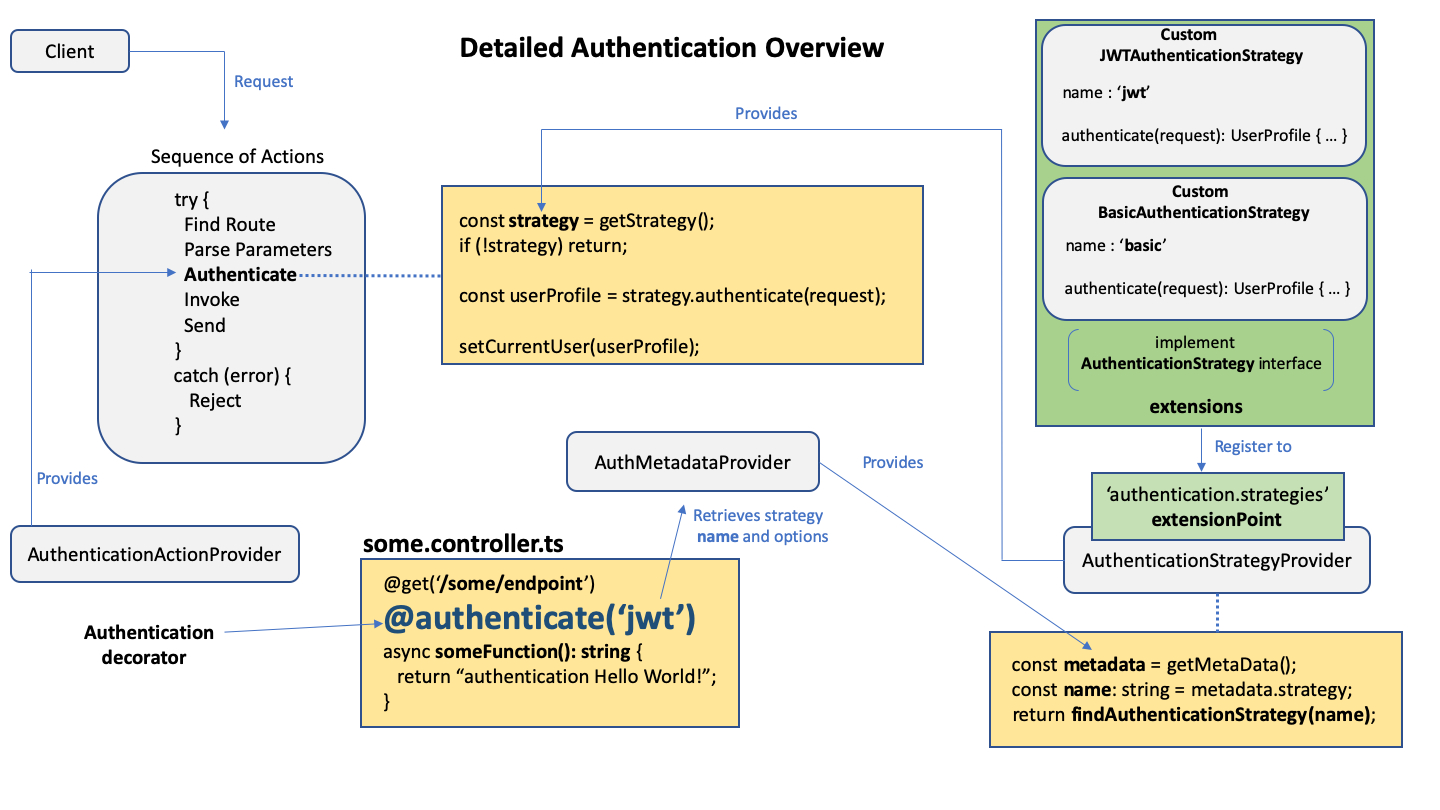 Detailed Authentication Overview
Client
Request
Sequence of Actions
try {
Find Route
Parse Parameters
Authenticate
Invoke
Send
}
catch (error) {
Reject
}
Provides
AuthenticationActionProvider
Provides
const strategy = getStrategy();
if (!strategy) return;
const userProfile = strategy.authenticate(request);
setCurrentUser(userProfile);
Custom
JWTAuthenticationStrategy
name : ‘jwt’
authenticate(request): UserProfile { … }
Custom
BasicAuthenticationStrategy
name : ‘basic’
authenticate(request): UserProfile { … }
implement
AuthenticationStrategy interface
extensions
Register to
‘authentication.strategies’
extensionPoint
AuthenticationStrategyProvider
AuthMetadataProvider
Provides
Retrieves strategy
name and options
some.controller.ts
@get(‘/some/endpoint’)
@authenticate(‘jwt’)
async someFunction(): string {
return “authentication Hello World!”;
}
Authentication
decorator
const metadata = getMetaData();
const name: string = metadata.strategy;
return findAuthenticationStrategy(name);